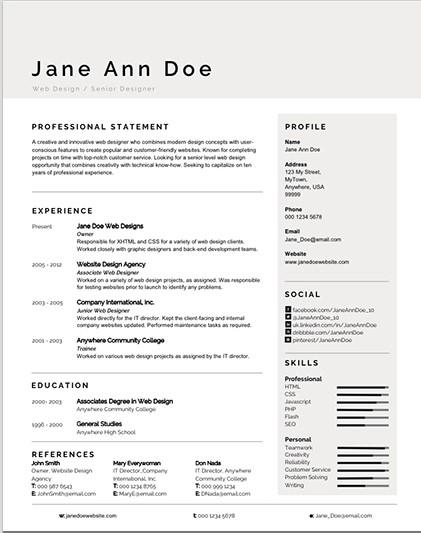 Jane Ann Doe
Web Design / Senior Designer
PROFESSIONAL STATEMENT
A creative and innovative web designer who combines modern design concepts with user-
conscious features to create popular and customer-friendly websites. Known for completing
projects on time with top-notch customer service. Looking for a senior level web design
opportunity that combines creativity with technical know-how. Seeking to capitalize on ten
years of professional experience.
EXPERIENCE
Present Jane Doe Web Designs
Owner
Responsible for XHTML and CSS for a variety of web design clients.
Worked closely with graphic designers and back-end development teams.
2005 - 2012 Website Design Agency
Associate Web Designer
Worked on a variety of web design projects, as assigned. Was responsible
for testing websites prior to launch to identify any problems.
2003 - 2005 Company International, Inc.
Junior Web Designer
Worked directly for the IT director. Kept the client-facing and internal
company websites updated. Performed maintenance tasks as required.
2001 - 2003 Anywhere Community College
Trainee
Worked on various web design projects as assigned by the IT director.
EDUCATION
2000- 2003 Associates Degree in Web Design
Anywhere Community College
1996 - 2000 General Studies
Anywhere High School
REFERENCES
John Smith
Owner, Website Design
Agency
T: 000 987 6543
E: JohnSmith@email.com
Mary Everywoman
IT Director, Company
International, Inc.
T: 000 1234 8765
E: MaryE@email.com
Don Nada
IT Director, Anywhere
Community College
T: 000 999 1234
E: DNada@email.com
PROFILE
Name
Jane Ann Doe
Address
123 My Street,
MyTown,
Anywhere, USA
99999
Phone
000 1234 5678
Email
Jane_Doe@email.com
Website
www.janedoewebsite.com
SOCIAL
facebook.com/JaneAnnDoe_10
@JaneAnnDoe_10
uk.linkedin.com/in/JaneAnnDoe
dribbble.com/JaneAnnDoe
pinterest/JaneAnnDoe
SKILLS
Professional
HTML
CSS
Javascript
PHP
Flash
SEO
Personal
Teamwork
Creativity
Reliability
Customer Service
Problem Solving
Writing
w: janedoewebsite.com t: 000 1234 5678 e: Jane_Doe@email.com